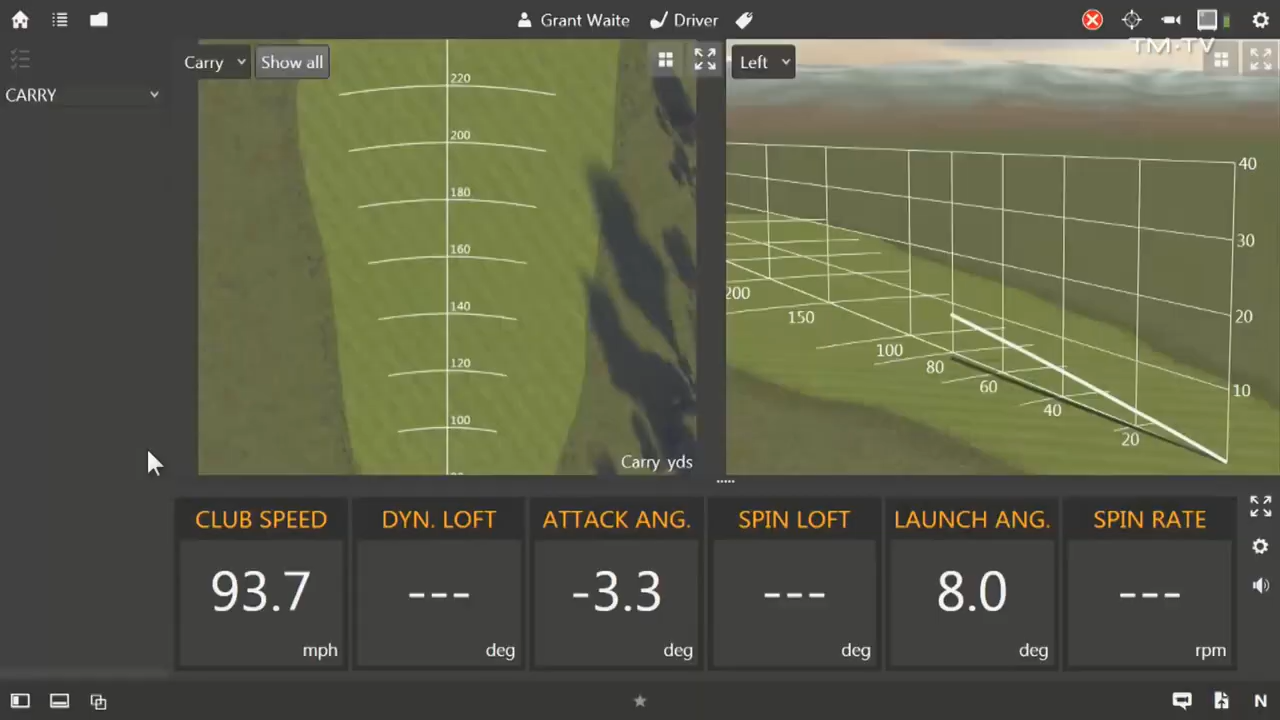 Grant Waite
Driver
TM-TV
CARRY
Carry
Show all
220
200
180
160
140
120
100
Carry yds
Left
40
30
20
10
200
150
100
80
60
40
20
CLUB SPEED
93.7
mph
DYN. LOFT
---
deg
ATTACK ANG.
-3.3
deg
SPIN LOFT
---
deg
LAUNCH ANG.
8.0
deg
SPIN RATE
---
rpm
N